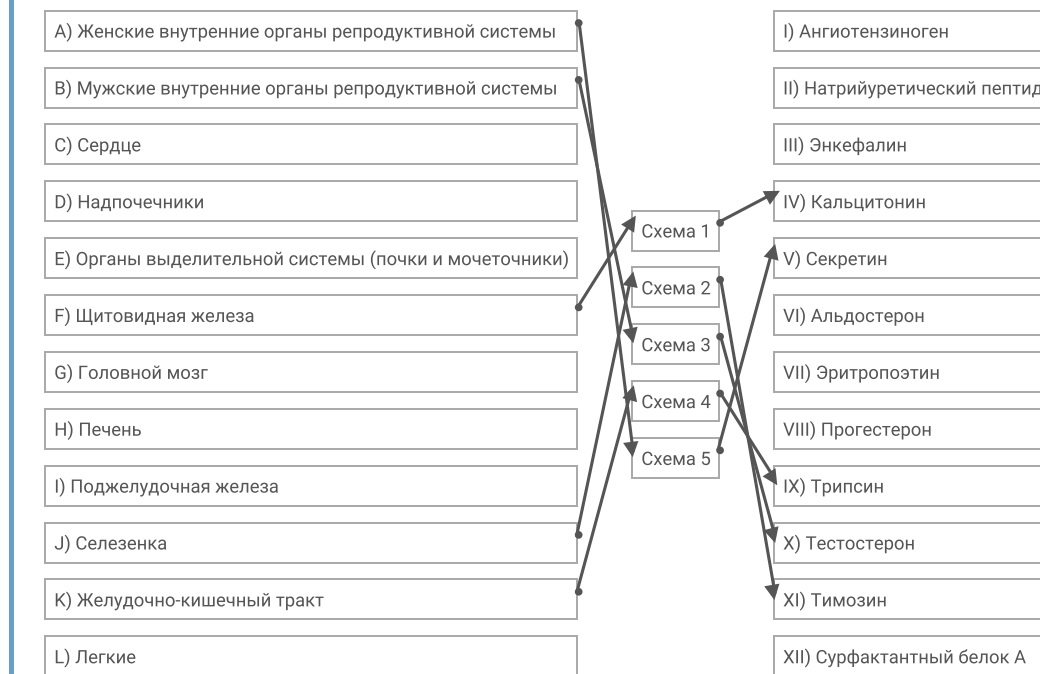 A) Женские внутренние органы репродуктивной системы
B) Мужские внутренние органы репродуктивной системы
C) Сердце
D) Надпочечники
E) Органы выделительной системы (почки и мочеточники)
F) Щитовидная железа
G) Головной мозг
H) Печень
I) Поджелудочная железа
J) Селезенка
K) Желудочно-кишечный тракт
L) Легкие
Схема 1
Схема 2
Схема 3
Схема 4
Схема 5
I) Ангиотензиноген
II) Натрийуретический пептид
III) Энкефалин
IV) Кальцитонин
V) Секретин
VI) Альдостерон
VII) Эритропоэтин
VIII) Прогестерон
IX) Трипсин
X) Тестостерон
XI) Тимозин
XII) Сурфактантный белок А